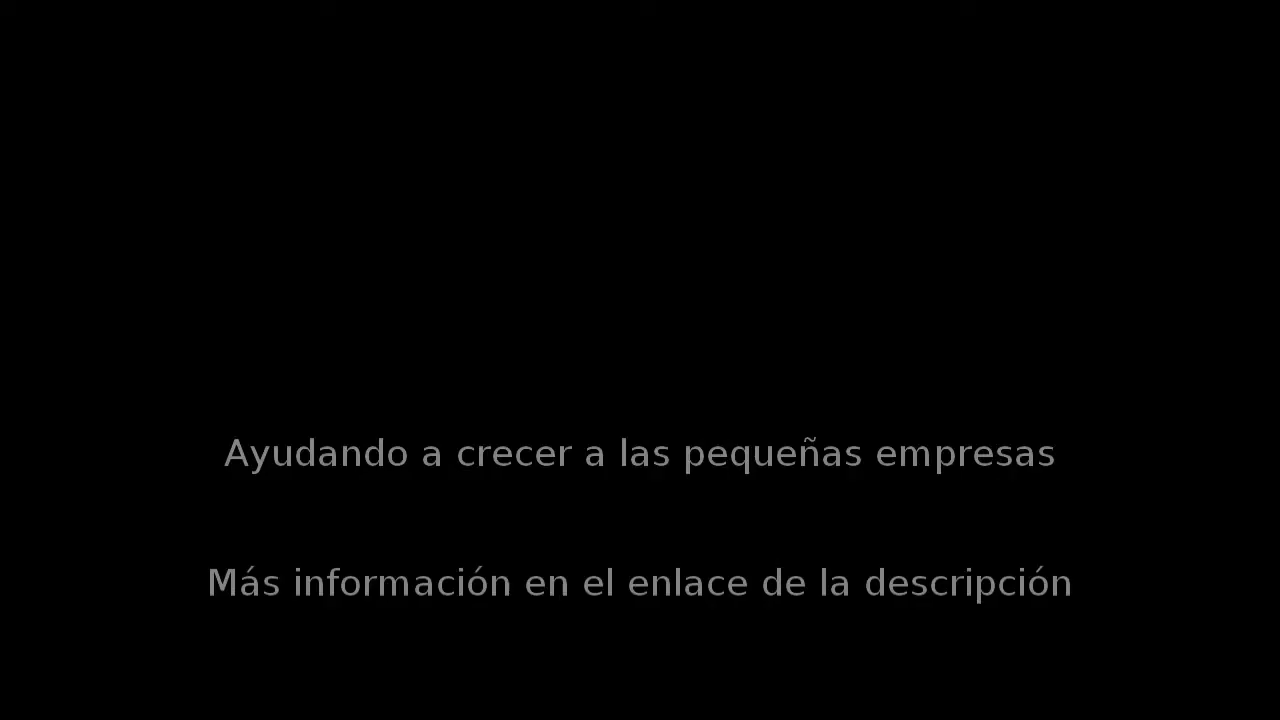 Ayudando a crecer a las pequeñas empresas
Más información en el enlace de la descripción